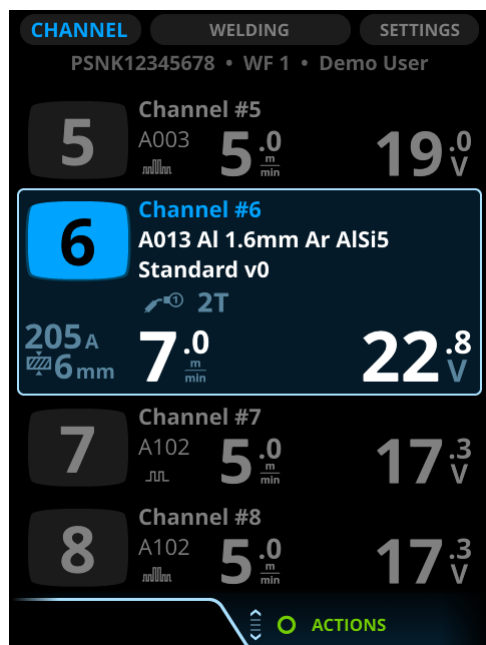 CHANNEL WELDING SETTINGS
PSNK12345678 • WF 1 • Demo User
5 Channel #5
A003 5.0 m/min 19.0 V
6 Channel #6
A013 Al 1.6mm Ar AlSi5
Standard v0
1 2T
205 A 7.0 m/min 22.8 V
6 mm
7 Channel #7
A102 5.0 m/min 17.3 V
8 Channel #8
A102 5.0 m/min 17.3 V
ACTIONS